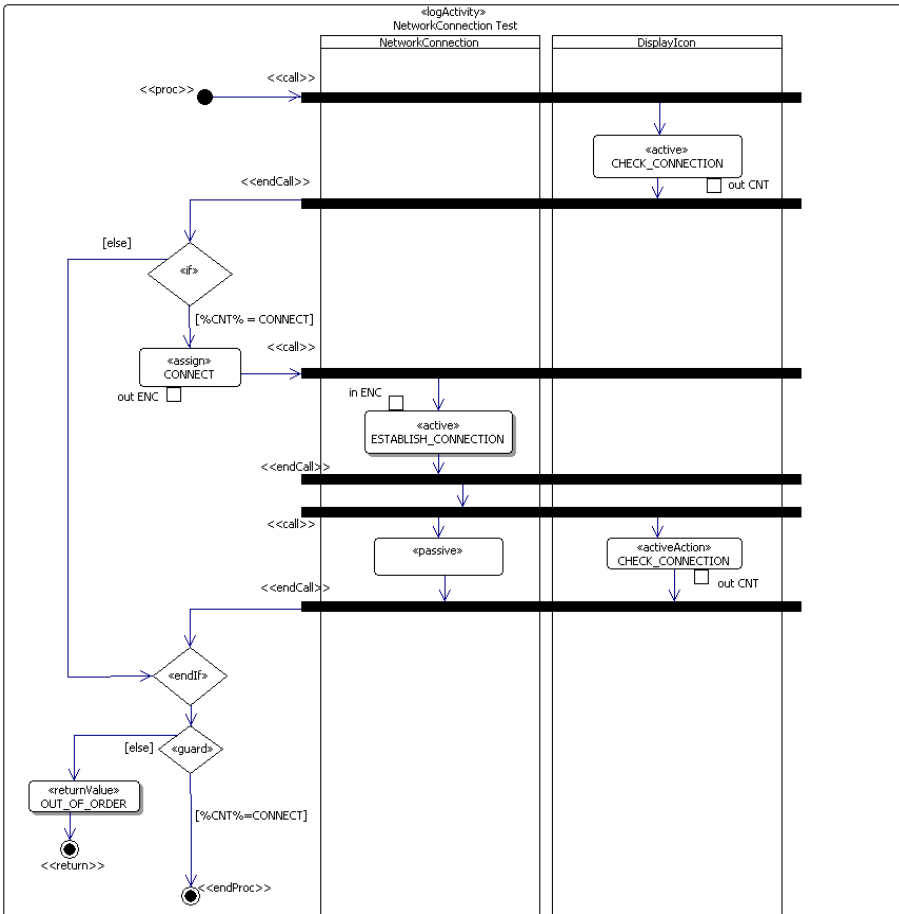 «logActivity»
NetworkConnection Test
NetworkConnection
DisplayIcon
<<call>>
<<proc>>
«active»
CHECK_CONNECTION
<<endCall>>
out CNT
[else]
«if»
[%CNT% = CONNECT]
<<call>>
«assign»
CONNECT
out ENC
in ENC
«active»
ESTABLISH_CONNECTION
<<endCall>>
<<call>>
«passive»
«activeAction»
CHECK_CONNECTION
out CNT
<<endCall>>
«endIf»
[else]
«guard»
«returnValue»
OUT_OF_ORDER
[%CNT%=CONNECT]
<<return>>
<<endProc>>